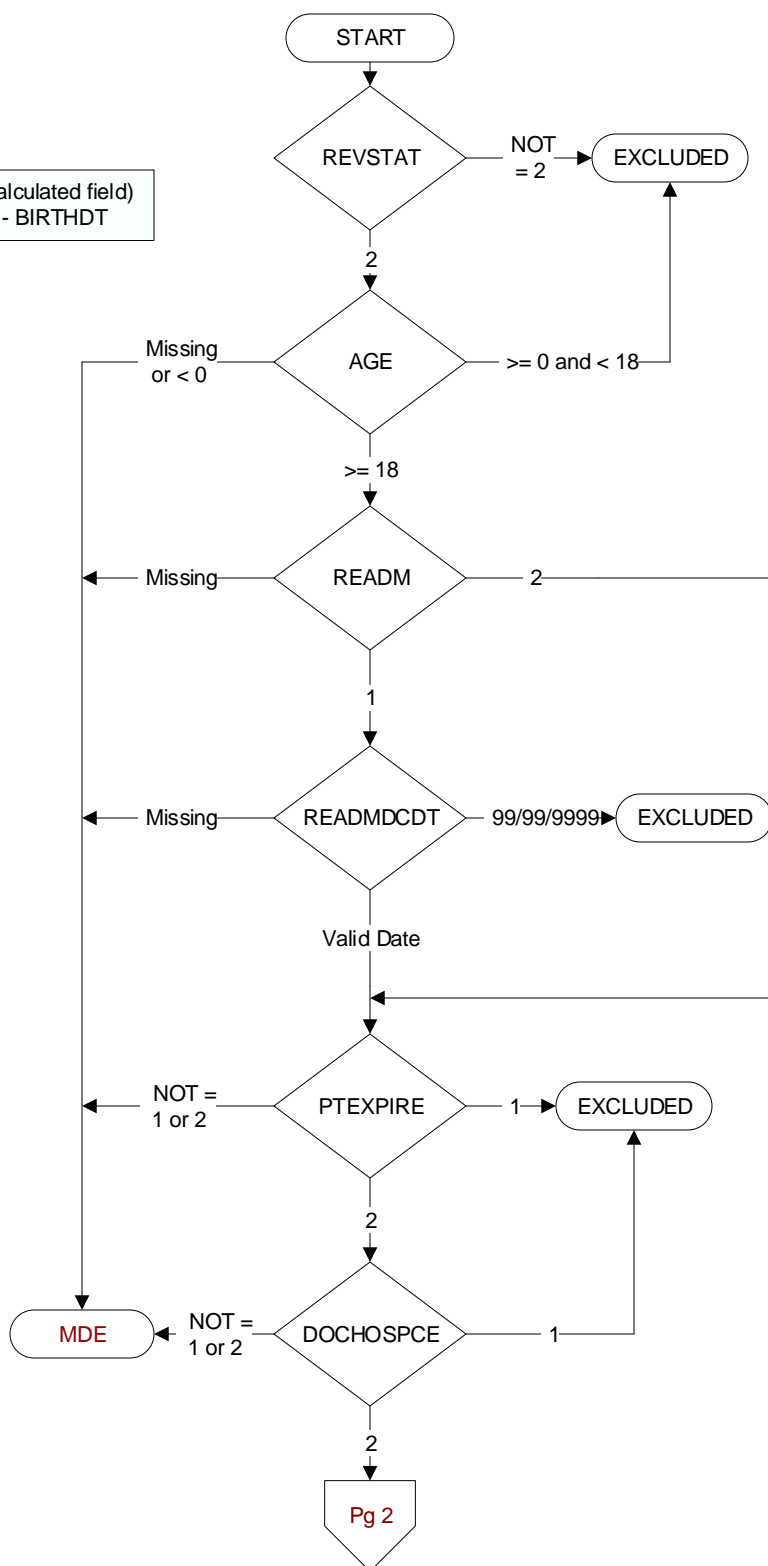 START
REVSTAT
NOT
= 2
EXCLUDED
alculated field)
- BIRTHDT
2
Missing
or < 0
AGE
>= 0 and < 18
>= 18
Missing
READM
2
1
Missing
READMDCDT
99/99/9999
EXCLUDED
Valid Date
NOT =
1 or 2
PTEXPIRE
1
EXCLUDED
2
MDE
NOT =
1 or 2
DOCHOSPCE
1
2
Pg 2